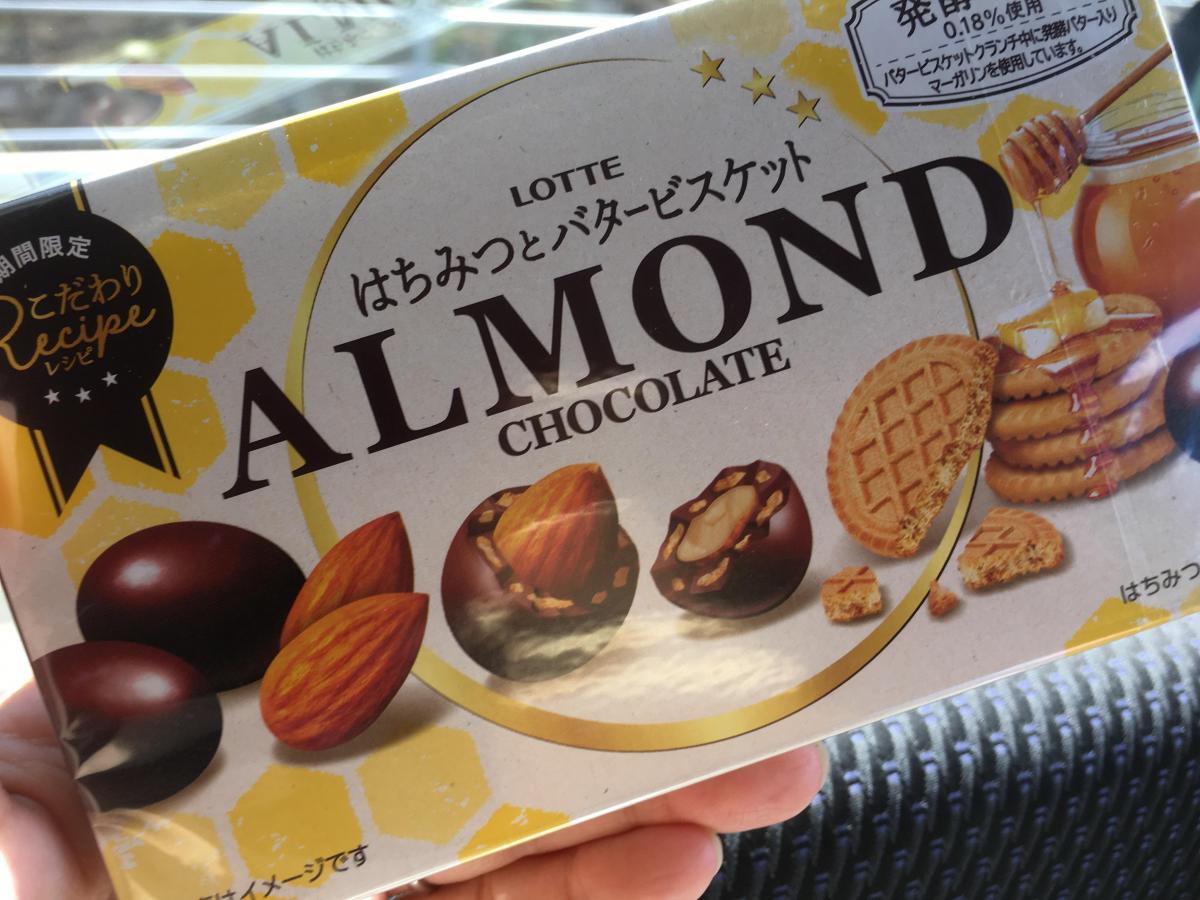 発酵
0.18%使用
バタービスケットクランチ中に発酵バター入り
マーガリンを使用しています。
LOTTE
はちみつとバタービスケット
ALMOND
CHOCOLATE
期間限定
こだわり
Recipe
レシピ
はちみつ
はイメージです